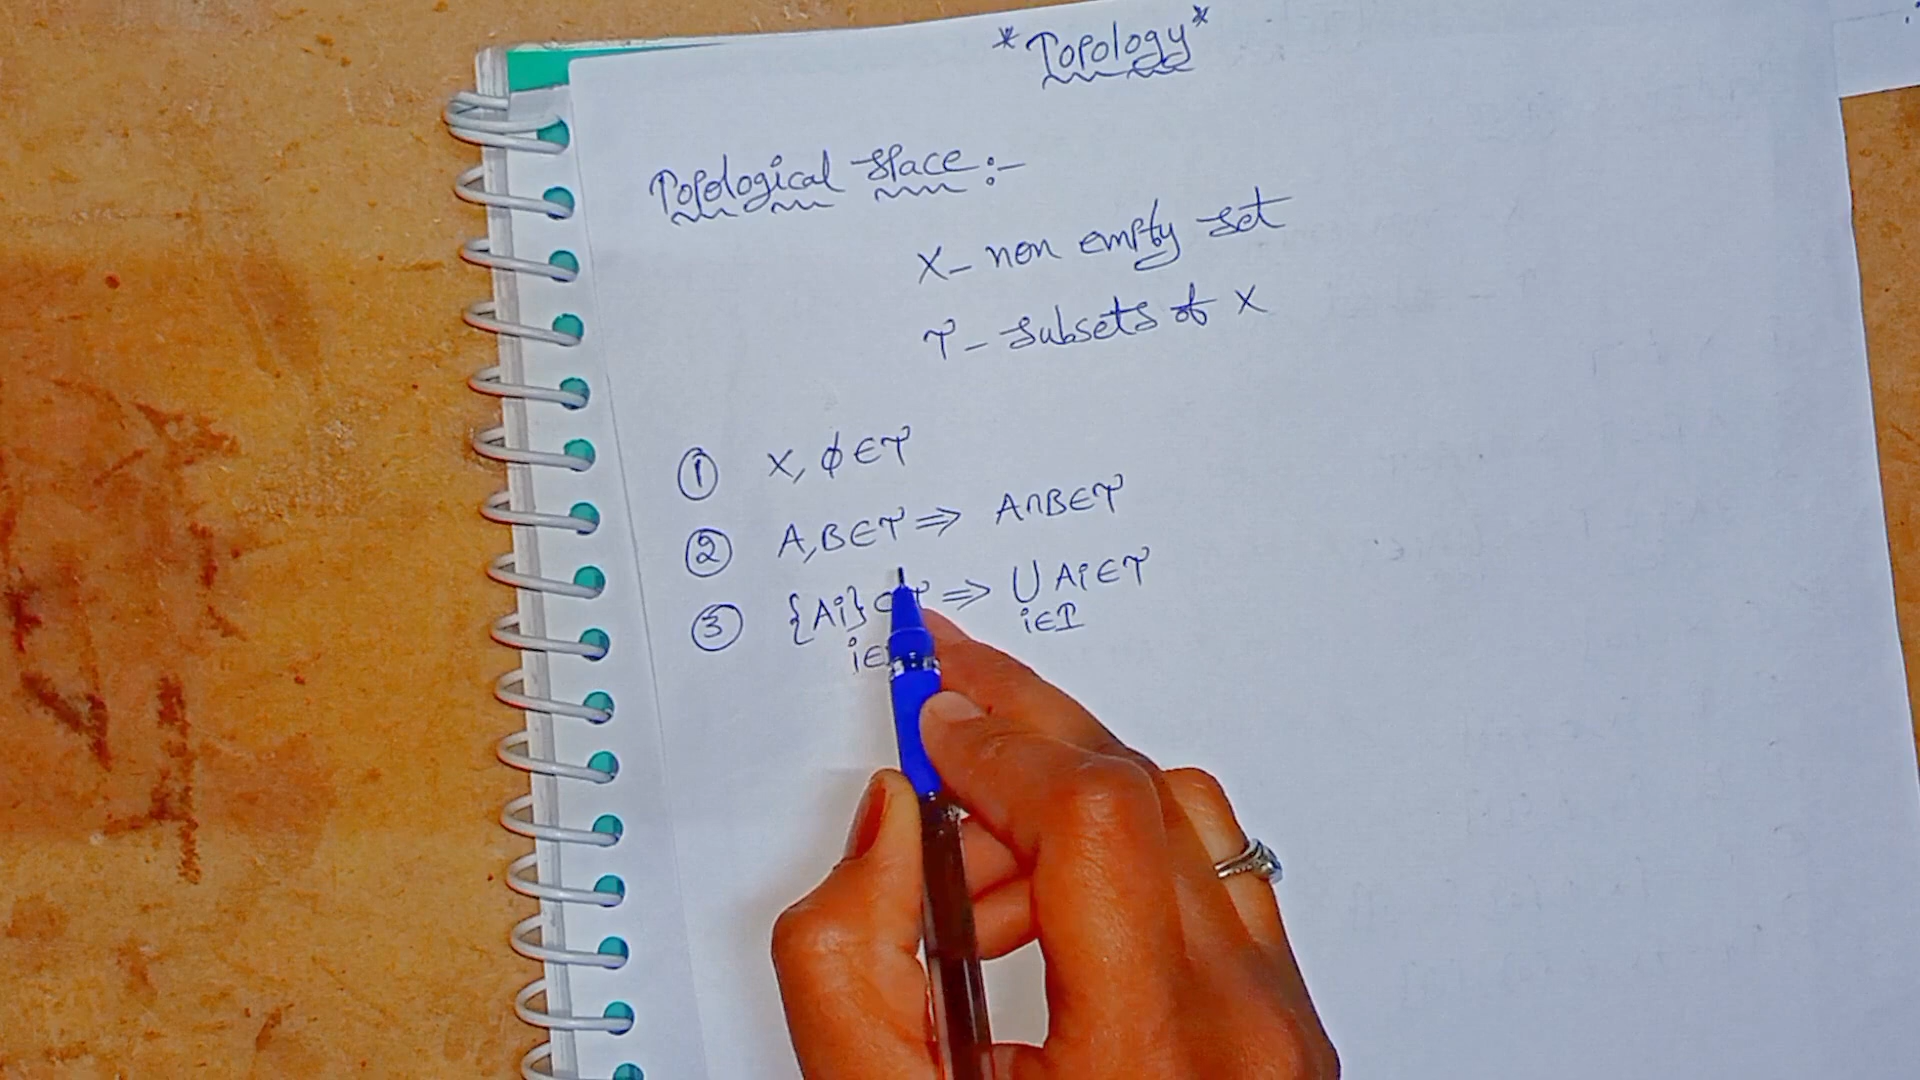 *Topology*
Topological space:-
X- non empty set
τ- subsets of X
① X, ϕ∈τ
② A,B∈τ ⇒ A∩B∈τ
③ {Ai} ⊂τ ⇒ ∪ Ai∈τ
i∈ i∈I